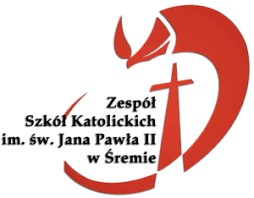 Zespół
Szkół Katolickich
im. św. Jana Pawła II
w Śremie